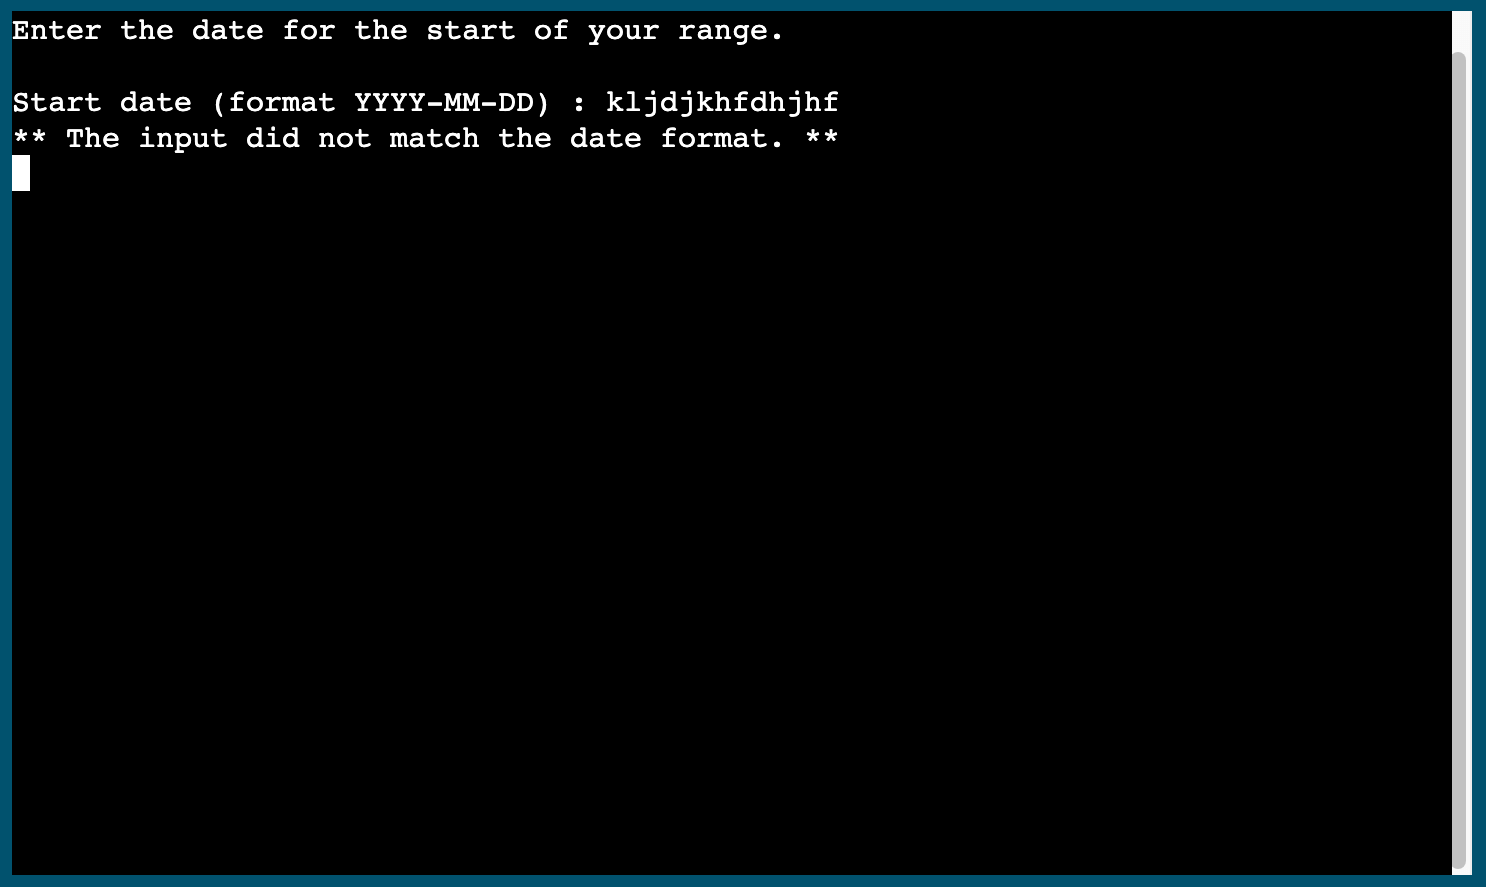 Enter the date for the start of your range.
Start date (format YYYY-MM-DD) : kljdjkhfdhjhf
** The input did not match the date format. **